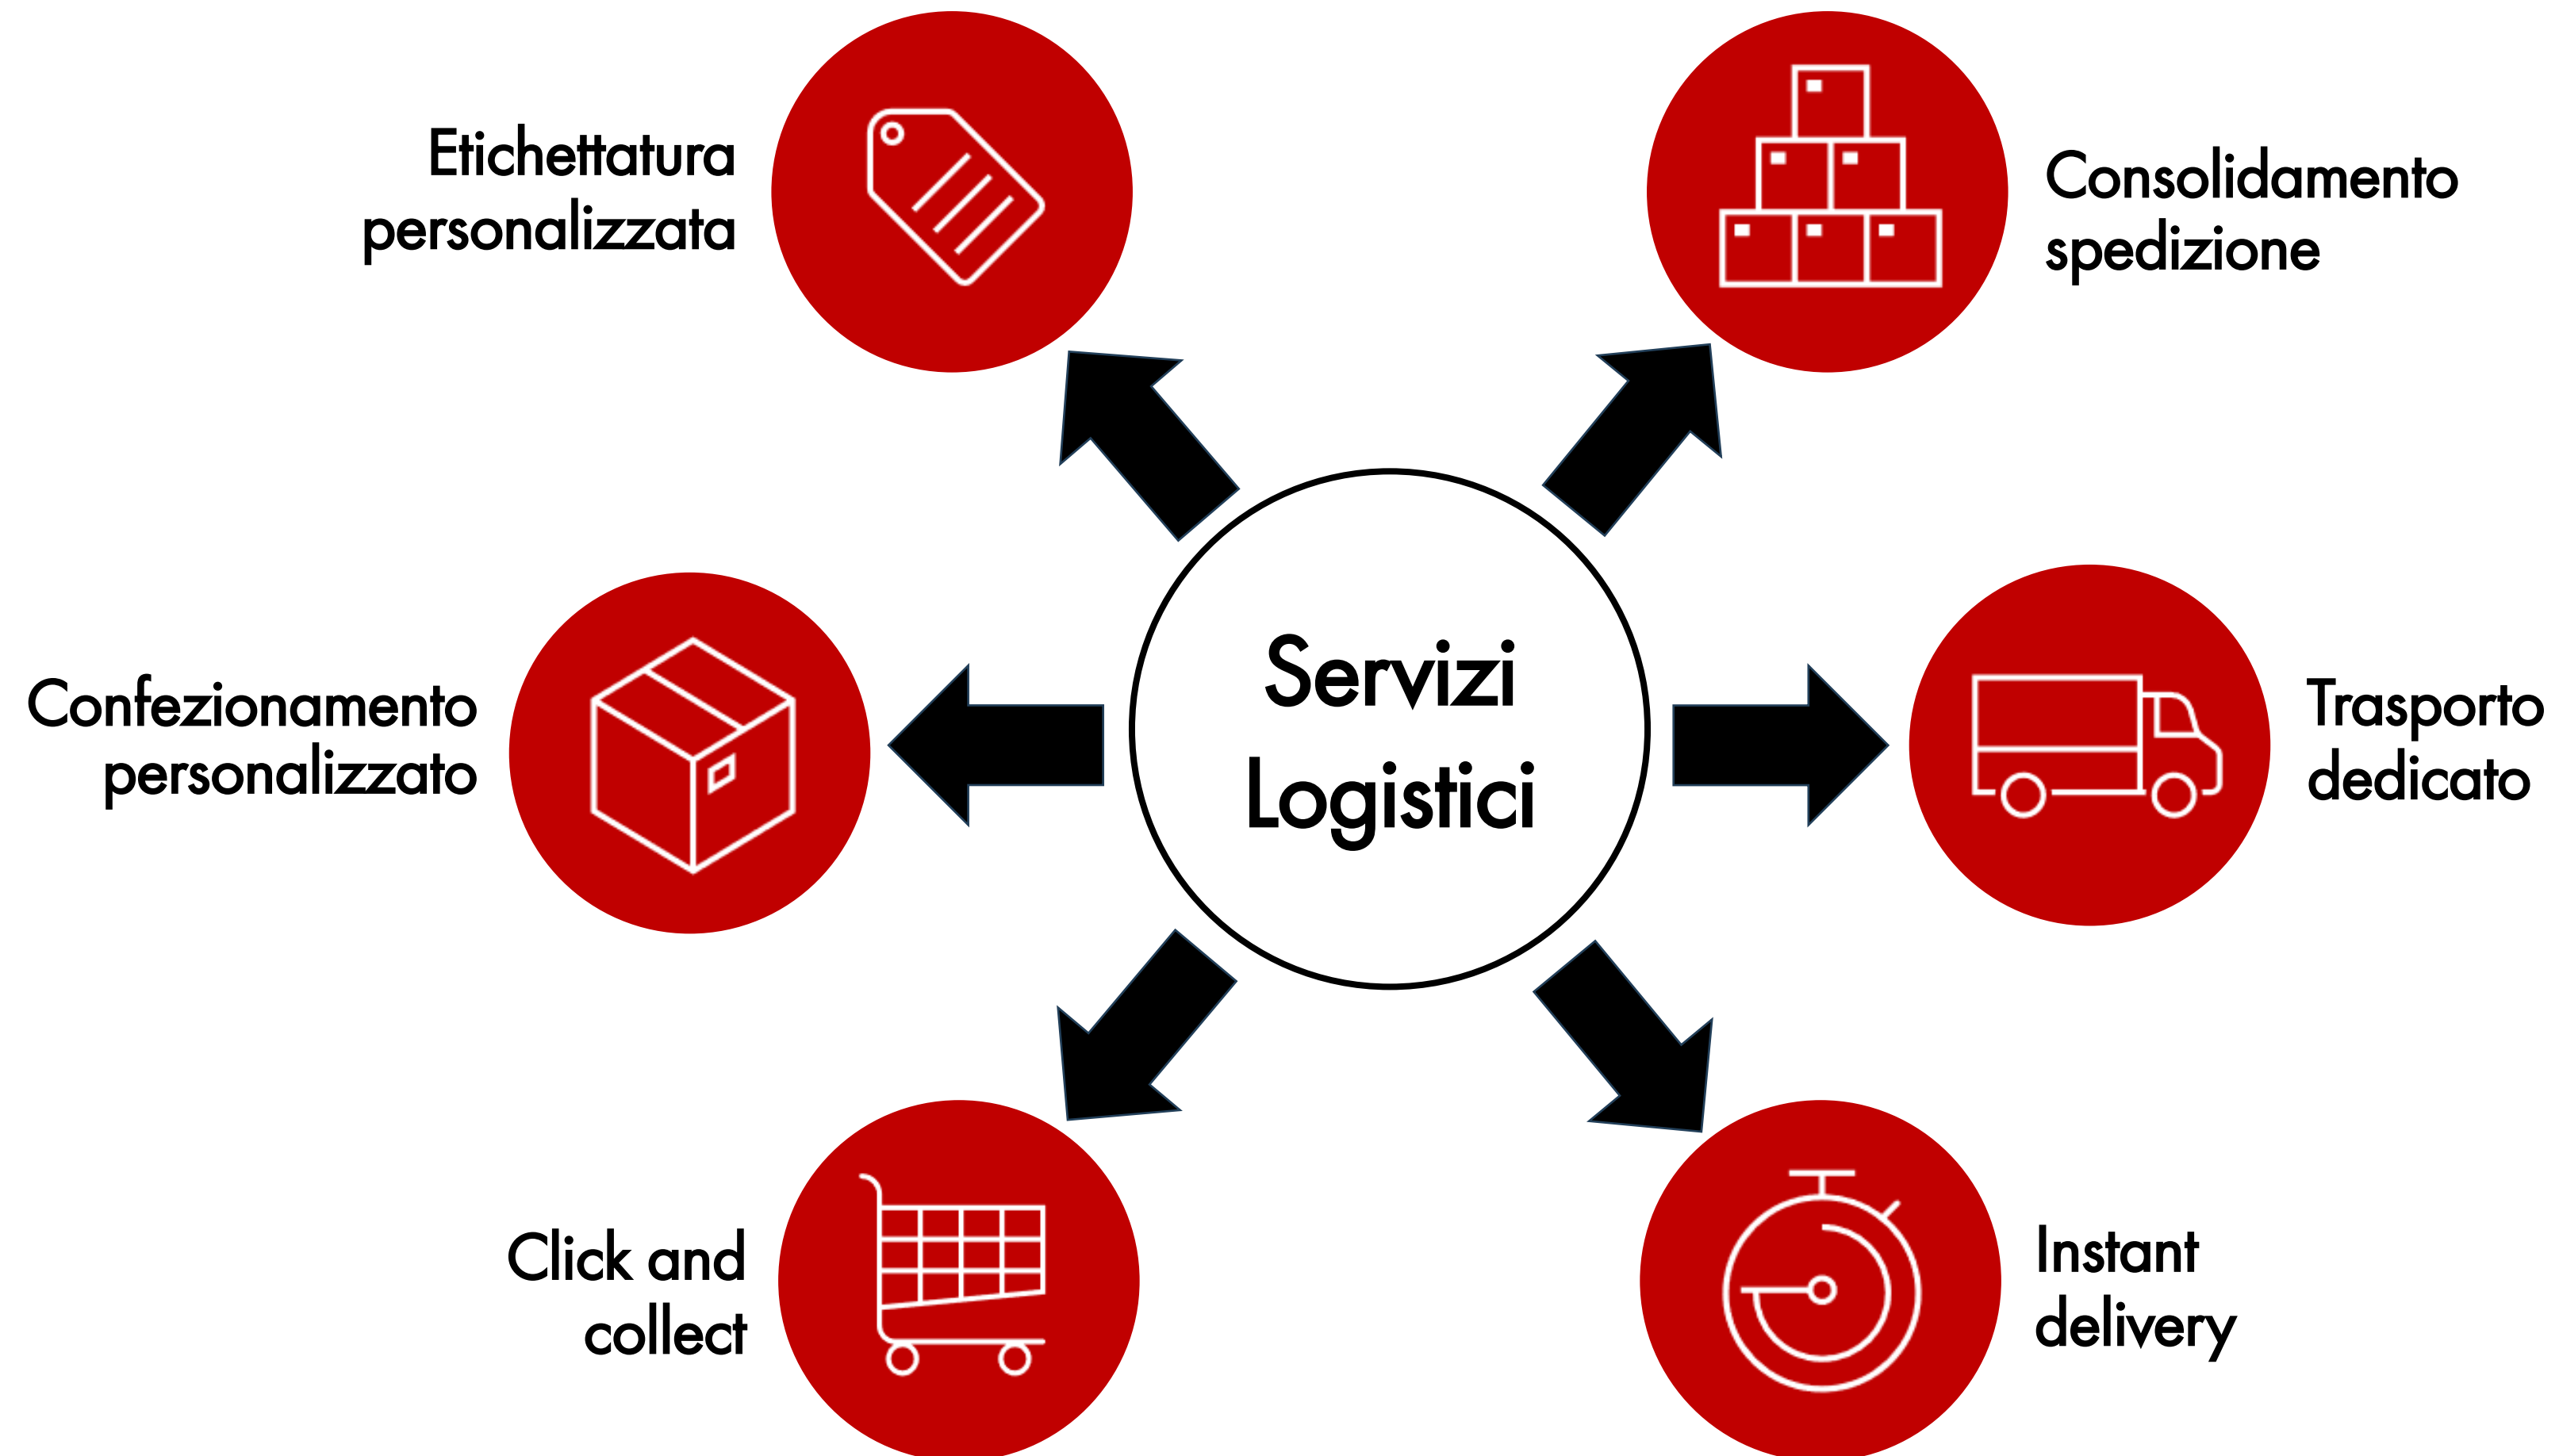 Etichettatura
personalizzata
Consolidamento
spedizione
Confezionamento
personalizzato
Servizi
Logistici
Trasporto
dedicato
Click and
collect
Instant
delivery